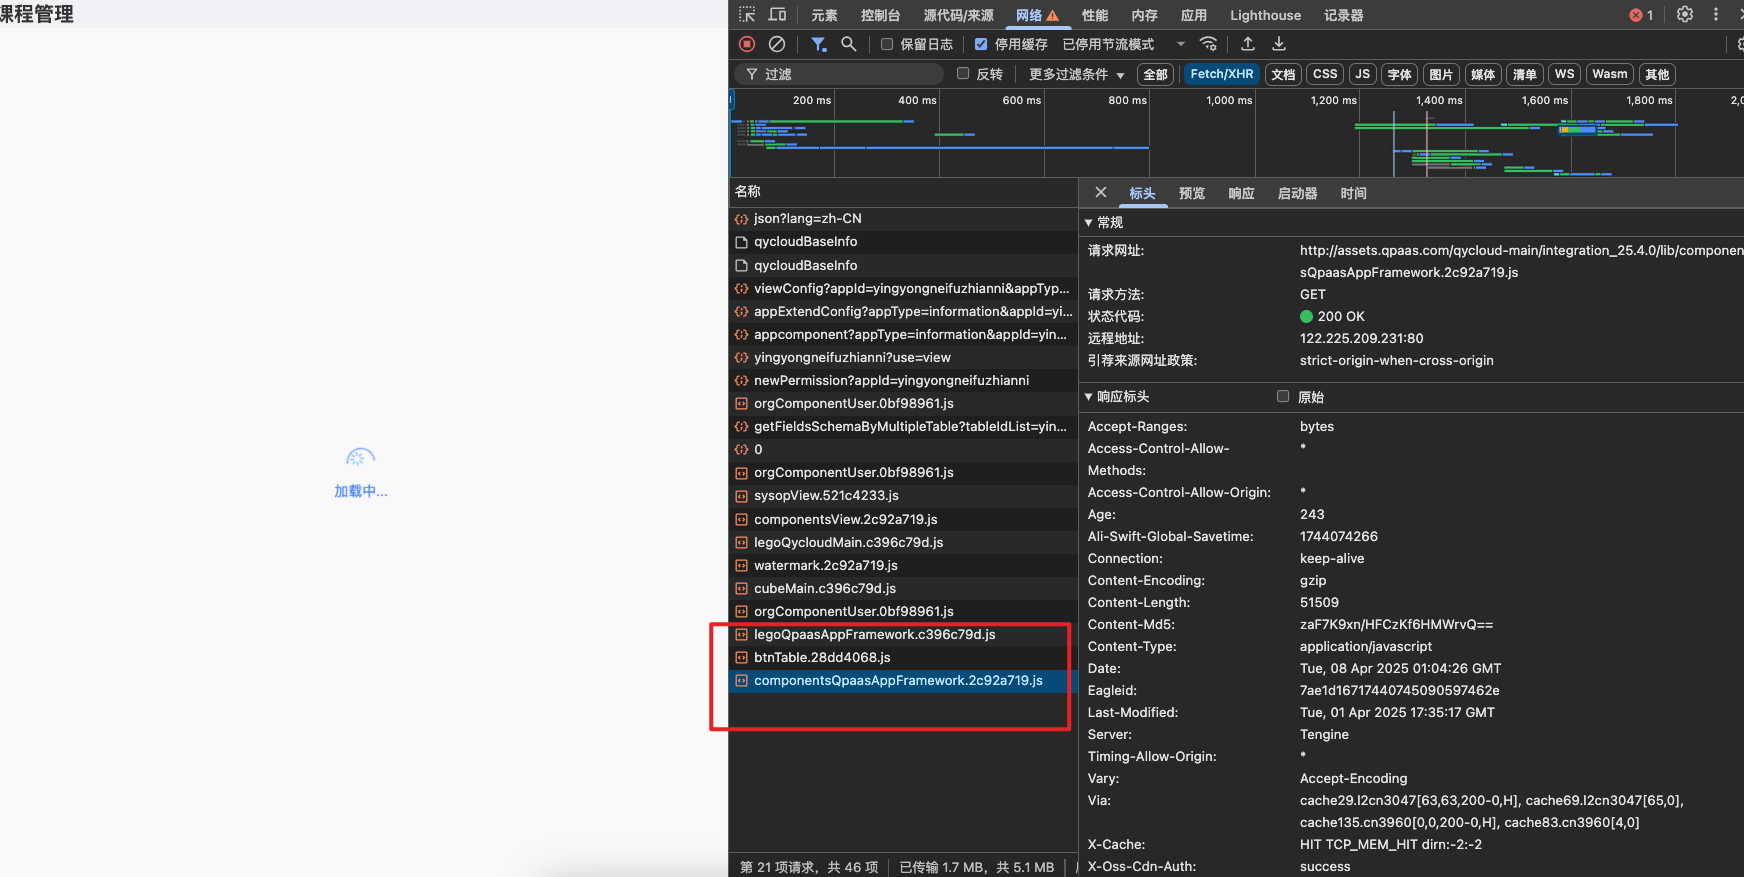 课程管理
加载中...
元素 控制台 源代码/来源 网络 性能 内存 应用 Lighthouse 记录器 1
保留日志 停用缓存 已停用节流模式
过滤 反转 更多过滤条件 全部 Fetch/XHR 文档 CSS JS 字体 图片 媒体 清单 WS Wasm 其他
200 ms 400 ms 600 ms 800 ms 1,000 ms 1,200 ms 1,400 ms 1,600 ms 1,800 ms 2,0
名称
json?lang=zh-CN
qycloudBaseInfo
qycloudBaseInfo
viewConfig?appId=yingyongneifuzhianni&appTyp...
appExtendConfig?appType=information&appId=yi...
appcomponent?appType=information&appId=yin...
yingyongneifuzhianni?use=view
newPermission?appId=yingyongneifuzhianni
orgComponentUser.0bf98961.js
getFieldsSchemaByMultipleTable?tableIdList=yin...
0
orgComponentUser.0bf98961.js
sysopView.521c4233.js
componentsView.2c92a719.js
legoQycloudMain.c396c79d.js
watermark.2c92a719.js
cubeMain.c396c79d.js
orgComponentUser.0bf98961.js
legoQpaasAppFramework.c396c79d.js
btnTable.28dd4068.js
componentsQpaasAppFramework.2c92a719.js
第 21 项请求，共 46 项 已传输 1.7 MB，共 5.1 MB
标头 预览 响应 启动器 时间
常规
请求网址: http://assets.qpaas.com/qycloud-main/integration_25.4.0/lib/componen
sQpaasAppFramework.2c92a719.js
请求方法: GET
状态代码: 200 OK
远程地址: 122.225.209.231:80
引荐来源网址政策: strict-origin-when-cross-origin
响应标头 原始
Accept-Ranges: bytes
Access-Control-Allow- *
Methods:
Access-Control-Allow-Origin: *
Age: 243
Ali-Swift-Global-Savetime: 1744074266
Connection: keep-alive
Content-Encoding: gzip
Content-Length: 51509
Content-Md5: zaF7K9xn/HFCzKf6HMWrvQ==
Content-Type: application/javascript
Date: Tue, 08 Apr 2025 01:04:26 GMT
Eagleid: 7ae1d16717440745090597462e
Last-Modified: Tue, 01 Apr 2025 17:35:17 GMT
Server: Tengine
Timing-Allow-Origin: *
Vary: Accept-Encoding
Via: cache29.l2cn3047[63,63,200-0,H], cache69.l2cn3047[65,0],
cache135.cn3960[0,0,200-0,H], cache83.cn3960[4,0]
X-Cache: HIT TCP_MEM_HIT dirn:-2:-2
X-Oss-Cdn-Auth: success